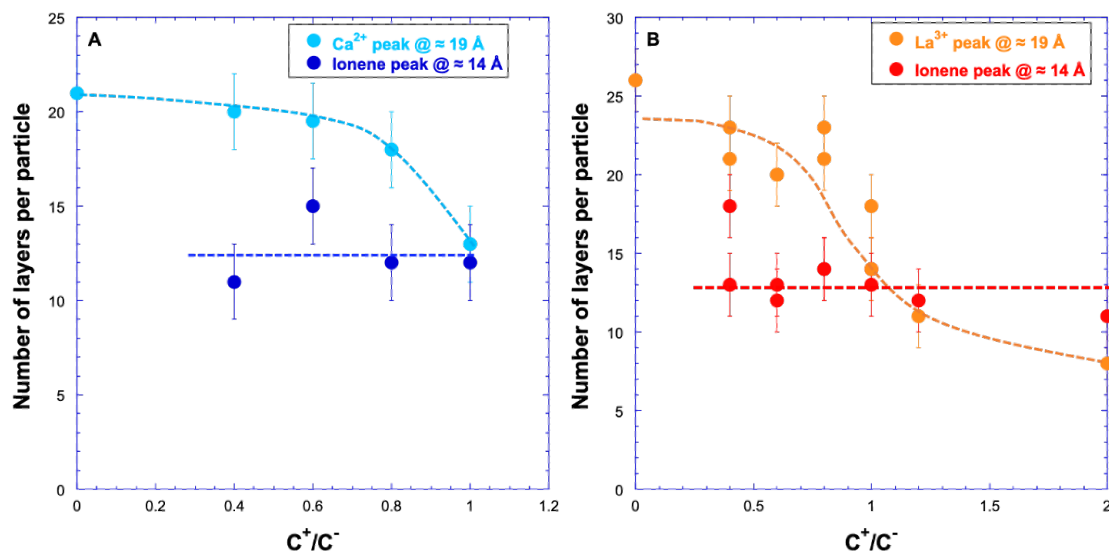 A
Ca²⁺ peak @ ≈ 19 Å
Ionene peak @ ≈ 14 Å
Number of layers per particle
25
20
15
10
5
0
0
0.2
0.4
0.6
0.8
1
1.2
C⁺/C⁻
B
La³⁺ peak @ ≈ 19 Å
Ionene peak @ ≈ 14 Å
Number of layers per particle
30
25
20
15
10
5
0
0
0.5
1
1.5
2
C⁺/C⁻